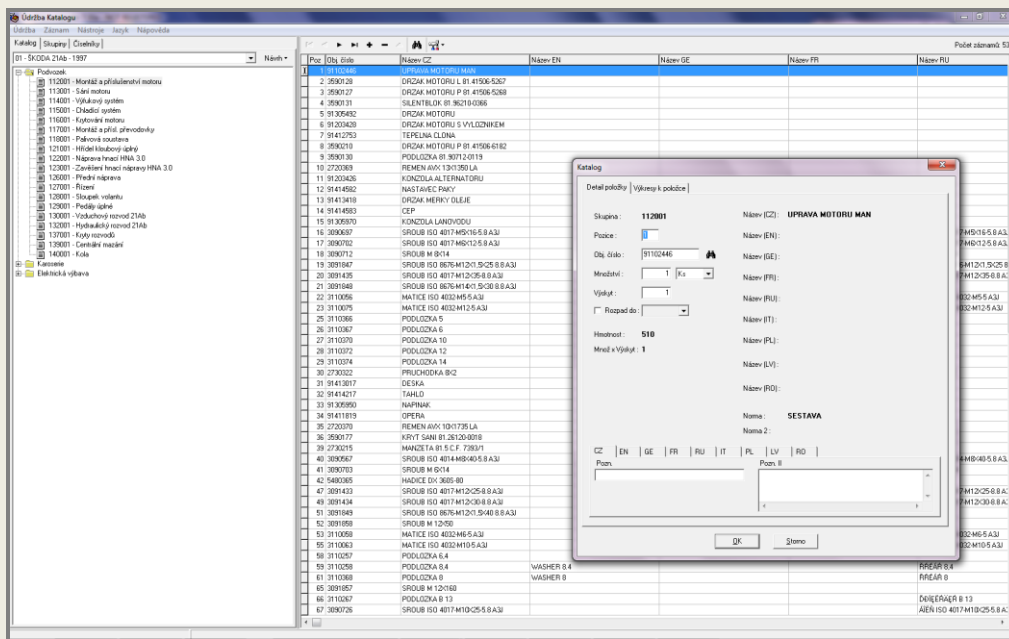 Údržba Katalogu
Údržba Záznam Nástroje Jazyk Nápověda
Katalog Skupiny Číselníky
Počet záznamů: 53
01 - ŠKODA 21Ab - 1997 Návrh
Podvozek
112001 - Montáž a příslušenství motoru
113001 - Sání motoru
114001 - Výfukový systém
115001 - Chladící systém
116001 - Krytování motoru
117001 - Montáž a přísl. převodovky
118001 - Palivová soustava
121001 - Hřídel kloubový úplný
122001 - Náprava hnací HNA 3.0
123001 - Zavěšení hnací nápravy HNA 3.0
126001 - Přední náprava
127001 - Řízení
128001 - Sloupek volantu
129001 - Pedály úplné
130001 - Vzduchový rozvod 21Ab
132001 - Hydraulický rozvod 21Ab
137001 - Kryty rozvodů
139001 - Centrální mazání
140001 - Kola
Karoserie
Elektrická výbava
Poz Obj. číslo Název CZ Název EN Název GE Název FR Název RU
1 91102446 UPRAVA MOTORU MAN
2 3590128 DRZAK MOTORU L 81.41506-5267
3 3590127 DRZAK MOTORU P 81.41506-5268
4 3590131 SILENTBLOK 81.96210-0366
5 91305492 DRZAK MOTORU
6 91203428 DRZAK MOTORU S VYLOZNIKEM
7 91412753 TEPELNA CLONA
8 3590210 DRZAK MOTORU P 81.41506-6182
9 3590130 PODLOZKA 81.90712-0119
10 2720369 REMEN AVX 13X1350 LA
11 91203426 KONZOLA ALTERNATORU
12 91414582 NASTAVEC PAKY
13 91413410 DRZAK MERKY OLEJE
14 91414583 CEP
15 91305970 KONZOLA LANOVODU
16 3090697 SROUB ISO 4017-M5X16-5.8 A3J
17 3090702 SROUB ISO 4017-M6X12-5.8 A3J
18 3090712 SROUB M 8X14
19 3091847 SROUB ISO 8676-M12X1,5X25 8.8 A3J
20 3091435 SROUB ISO 4017-M12X35-8.8 A3J
21 3091848 SROUB ISO 8676-M14X1,5X30 8.8 A3J
22 3110056 MATICE ISO 4032-M5-5 A3J
23 3110075 MATICE ISO 4032-M12-5 A3J
25 3110366 PODLOZKA 5
26 3110367 PODLOZKA 6
27 3110370 PODLOZKA 10
28 3110372 PODLOZKA 12
29 3110374 PODLOZKA 14
30 2730322 PRUCHODKA 8X2
31 91413017 DESKA
32 91414217 TAHLO
33 91305950 NAPINAK
34 91411819 OPERA
35 2720370 REMEN AVX 10X1735 LA
36 3590177 KRYT SANI 81.26120-0018
39 2730215 MANZETA 81.5 C.F. 7393/1
40 3090567 SROUB ISO 4014-M8X40-5.8 A3J
41 3090703 SROUB M 6X14
42 5480365 HADICE DX 3605-80
47 3091433 SROUB ISO 4017-M12X25-8.8 A3J
49 3091434 SROUB ISO 4017-M12X30-8.8 A3J
51 3091849 SROUB ISO 8676-M12X1,5X40 8.8 A3J
52 3091858 SROUB M 12X50
53 3110058 MATICE ISO 4032-M6-5 A3J
55 3110063 MATICE ISO 4032-M10-5 A3J
58 3110257 PODLOZKA 6,4
59 3110258 PODLOZKA 8,4 WASHER 8.4
61 3110368 PODLOZKA 8 WASHER 8
65 3091857 SROUB M 12X160
66 3110267 PODLOZKA B 13
67 3090726 SROUB ISO 4017-M10X25-5.8 A3J
Katalog
Detail položky Výkresy k položce
Skupina : 112001 Název (CZ) : UPRAVA MOTORU MAN
Pozice : 1 Název (EN) :
Obj. číslo : 91102446 Název (GE) :
Množství : 1 Ks Název (FR) :
Výskyt : 1 Název (RU) :
Rozpad do : Název (IT) :
Hmotnost : 510 Název (PL) :
Množ x Výskyt : 1 Název (LV) :
Název (RO) :
Norma : SESTAVA
Norma 2 :
CZ EN GE FR RU IT PL LV RO
Pozn. Pozn. II
OK Storno